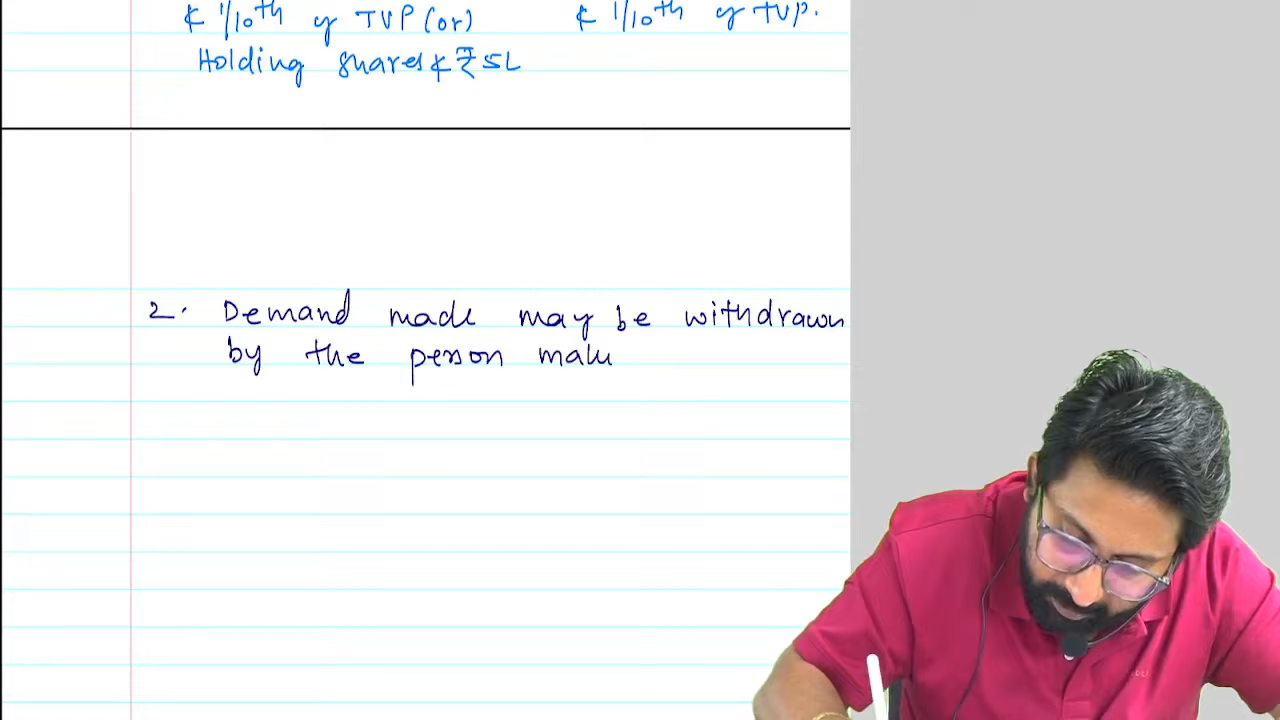 ≮ 1/10th of TVP (or) ≮ 1/10th of TVP.
Holding shares ≮ ₹5L
2. Demand made may be withdrawn
by the person make